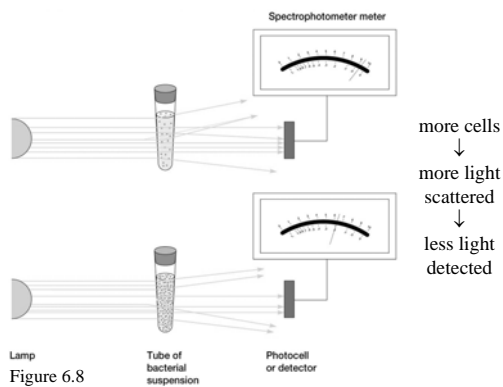 Spectrophotometer meter
more cells
↓
more light
scattered
↓
less light
detected
Lamp
Tube of
bacterial
suspension
Photocell
or detector
Figure 6.8